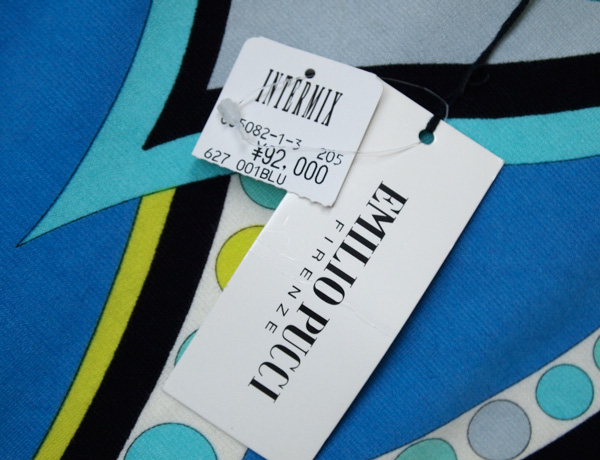 INTERMIX
5082-1-3 205
¥92,000
627 001BLU
EMILIO PUCCI
FIRENZE